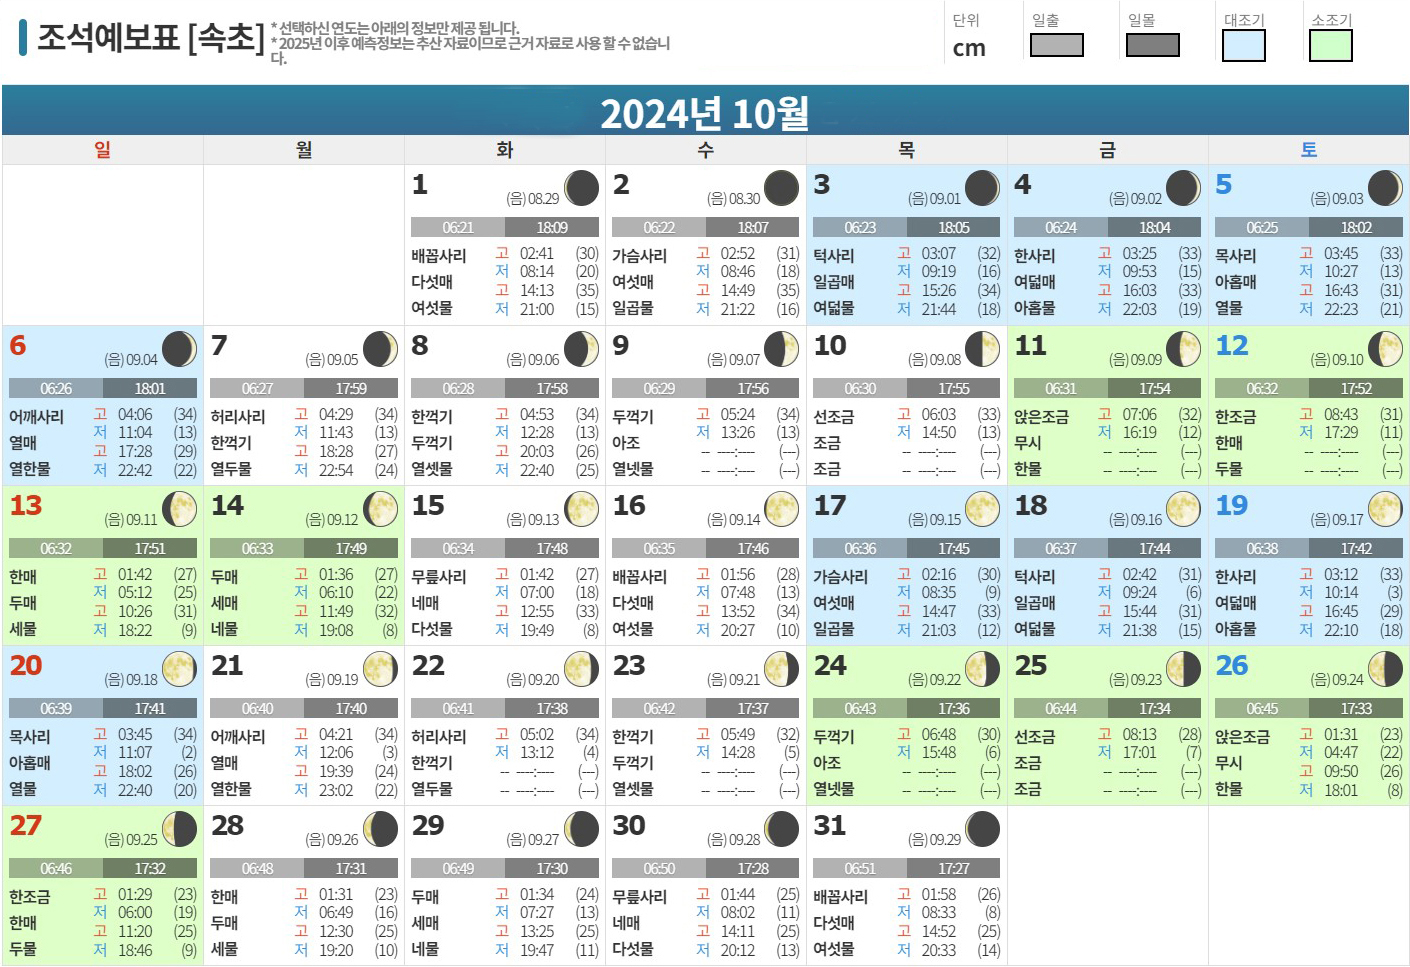 조석예보표 [속초]
* 선택하신 연도는 아래의 정보만 제공 됩니다.
* 2025년 이후 예측정보는 추산 자료이므로 근거 자료로 사용 할 수 없습니
다.
단위 일출 일몰 대조기 소조기
cm
2024년 10월
일 월 화 수 목 금 토
1 (음) 08.29
06:21 18:09
배꼽사리 다섯매 여섯물
고 02:41 (30)
저 08:14 (20)
고 14:13 (35)
저 21:00 (15)
2 (음) 08.30
06:22 18:07
가슴사리 여섯매 일곱물
고 02:52 (31)
저 08:46 (18)
고 14:49 (35)
저 21:22 (16)
3 (음) 09.01
06:23 18:05
턱사리 일곱매 여덟물
고 03:07 (32)
저 09:19 (16)
고 15:26 (34)
저 21:44 (18)
4 (음) 09.02
06:24 18:04
한사리 여덟매 아홉물
고 03:25 (33)
저 09:53 (15)
고 16:03 (33)
저 22:03 (19)
5 (음) 09.03
06:25 18:02
목사리 아홉매 열물
고 03:45 (33)
저 10:27 (13)
고 16:43 (31)
저 22:23 (21)
6 (음) 09.04
06:26 18:01
어깨사리 열매 열한물
고 04:06 (34)
저 11:04 (13)
고 17:28 (29)
저 22:42 (22)
7 (음) 09.05
06:27 17:59
허리사리 한꺽기 열두물
고 04:29 (34)
저 11:43 (13)
고 18:28 (27)
저 22:54 (24)
8 (음) 09.06
06:28 17:58
한꺽기 두꺽기 열셋물
고 04:53 (34)
저 12:28 (13)
고 20:03 (26)
저 22:40 (25)
9 (음) 09.07
06:29 17:56
두꺽기 아조 열넷물
고 05:24 (34)
저 13:26 (13)
-- ----:---- (---)
-- ----:---- (---)
10 (음) 09.08
06:30 17:55
선조금 조금 조금
고 06:03 (33)
저 14:50 (13)
-- ----:---- (---)
-- ----:---- (---)
11 (음) 09.09
06:31 17:54
앉은조금 무시 한물
고 07:06 (32)
저 16:19 (12)
-- ----:---- (---)
-- ----:---- (---)
12 (음) 09.10
06:32 17:52
한조금 한매 두물
고 08:43 (31)
저 17:29 (11)
-- ----:---- (---)
-- ----:---- (---)
13 (음) 09.11
06:32 17:51
한매 두매 세물
고 01:42 (27)
저 05:12 (25)
고 10:26 (31)
저 18:22 (9)
14 (음) 09.12
06:33 17:49
두매 세매 네물
고 01:36 (27)
저 06:10 (22)
고 11:49 (32)
저 19:08 (8)
15 (음) 09.13
06:34 17:48
무릎사리 네매 다섯물
고 01:42 (27)
저 07:00 (18)
고 12:55 (33)
저 19:49 (8)
16 (음) 09.14
06:35 17:46
배꼽사리 다섯매 여섯물
고 01:56 (28)
저 07:48 (13)
고 13:52 (34)
저 20:27 (10)
17 (음) 09.15
06:36 17:45
가슴사리 여섯매 일곱물
고 02:16 (30)
저 08:35 (9)
고 14:47 (33)
저 21:03 (12)
18 (음) 09.16
06:37 17:44
턱사리 일곱매 여덟물
고 02:42 (31)
저 09:24 (6)
고 15:44 (31)
저 21:38 (15)
19 (음) 09.17
06:38 17:42
한사리 여덟매 아홉물
고 03:12 (33)
저 10:14 (3)
고 16:45 (29)
저 22:10 (18)
20 (음) 09.18
06:39 17:41
목사리 아홉매 열물
고 03:45 (34)
저 11:07 (2)
고 18:02 (26)
저 22:40 (20)
21 (음) 09.19
06:40 17:40
어깨사리 열매 열한물
고 04:21 (34)
저 12:06 (3)
고 19:39 (24)
저 23:02 (22)
22 (음) 09.20
06:41 17:38
허리사리 한꺽기 열두물
고 05:02 (34)
저 13:12 (4)
-- ----:---- (---)
-- ----:---- (---)
23 (음) 09.21
06:42 17:37
한꺽기 두꺽기 열셋물
고 05:49 (32)
저 14:28 (5)
-- ----:---- (---)
-- ----:---- (---)
24 (음) 09.22
06:43 17:36
두꺽기 아조 열넷물
고 06:48 (30)
저 15:48 (6)
-- ----:---- (---)
-- ----:---- (---)
25 (음) 09.23
06:44 17:34
선조금 조금 조금
고 08:13 (28)
저 17:01 (7)
-- ----:---- (---)
-- ----:---- (---)
26 (음) 09.24
06:45 17:33
앉은조금 무시 한물
고 01:31 (23)
저 04:47 (22)
고 09:50 (26)
저 18:01 (8)
27 (음) 09.25
06:46 17:32
한조금 한매 두물
고 01:29 (23)
저 06:00 (19)
고 11:20 (25)
저 18:46 (9)
28 (음) 09.26
06:48 17:31
한매 두매 세물
고 01:31 (23)
저 06:49 (16)
고 12:30 (25)
저 19:20 (10)
29 (음) 09.27
06:49 17:30
두매 세매 네물
고 01:34 (24)
저 07:27 (13)
고 13:25 (25)
저 19:47 (11)
30 (음) 09.28
06:50 17:28
무릎사리 네매 다섯물
고 01:44 (25)
저 08:02 (11)
고 14:11 (25)
저 20:12 (13)
31 (음) 09.29
06:51 17:27
배꼽사리 다섯매 여섯물
고 01:58 (26)
저 08:33 (8)
고 14:52 (25)
저 20:33 (14)